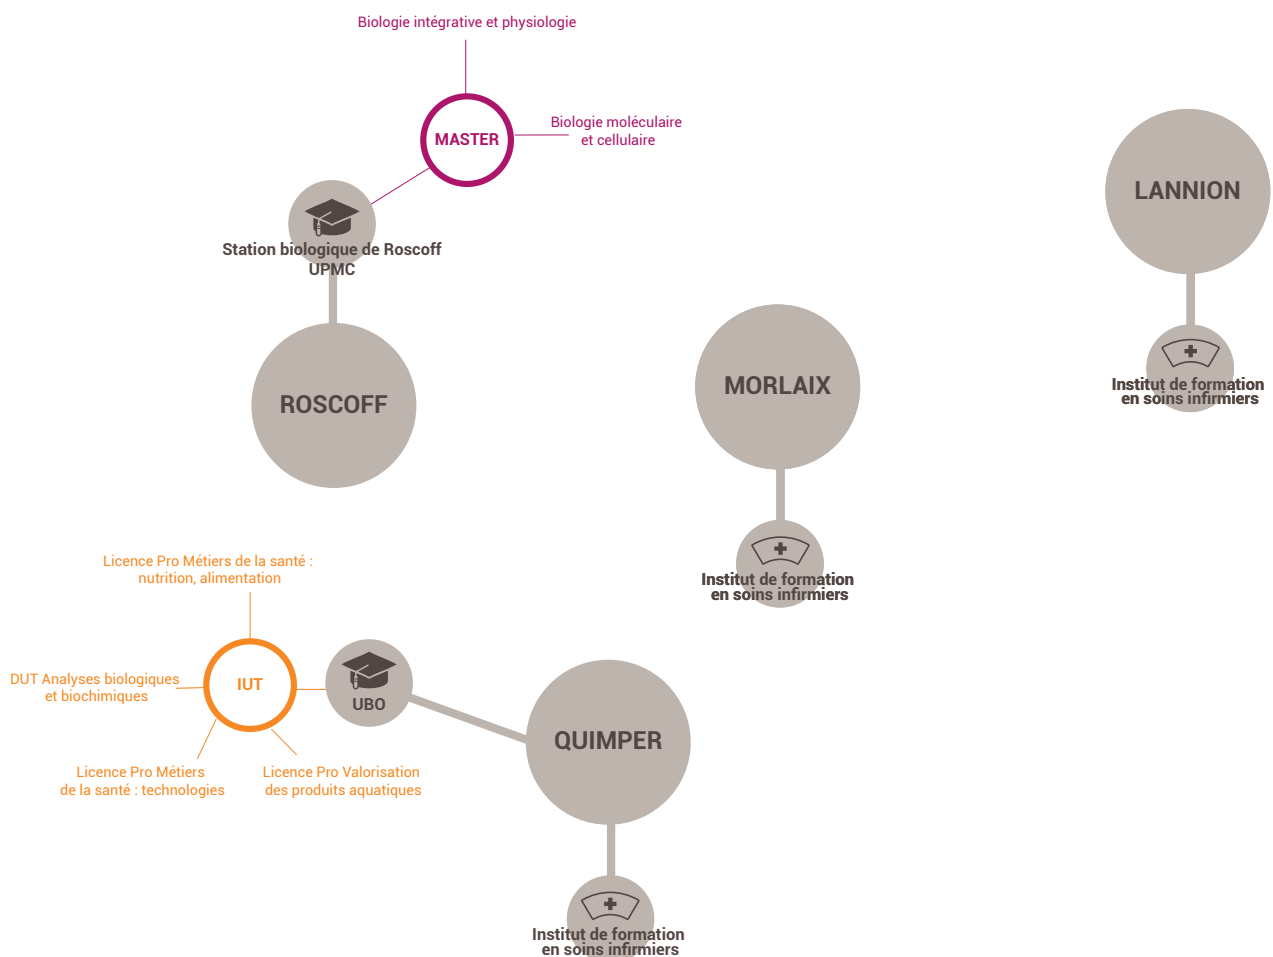 Biologie intégrative et physiologie
MASTER
Biologie moléculaire
et cellulaire
Station biologique de Roscoff
UPMC
ROSCOFF
LANNION
Institut de formation
en soins infirmiers
MORLAIX
Institut de formation
en soins infirmiers
Licence Pro Métiers de la santé :
nutrition, alimentation
DUT Analyses biologiques
et biochimiques
IUT
UBO
Licence Pro Métiers
de la santé : technologies
Licence Pro Valorisation
des produits aquatiques
QUIMPER
Institut de formation
en soins infirmiers